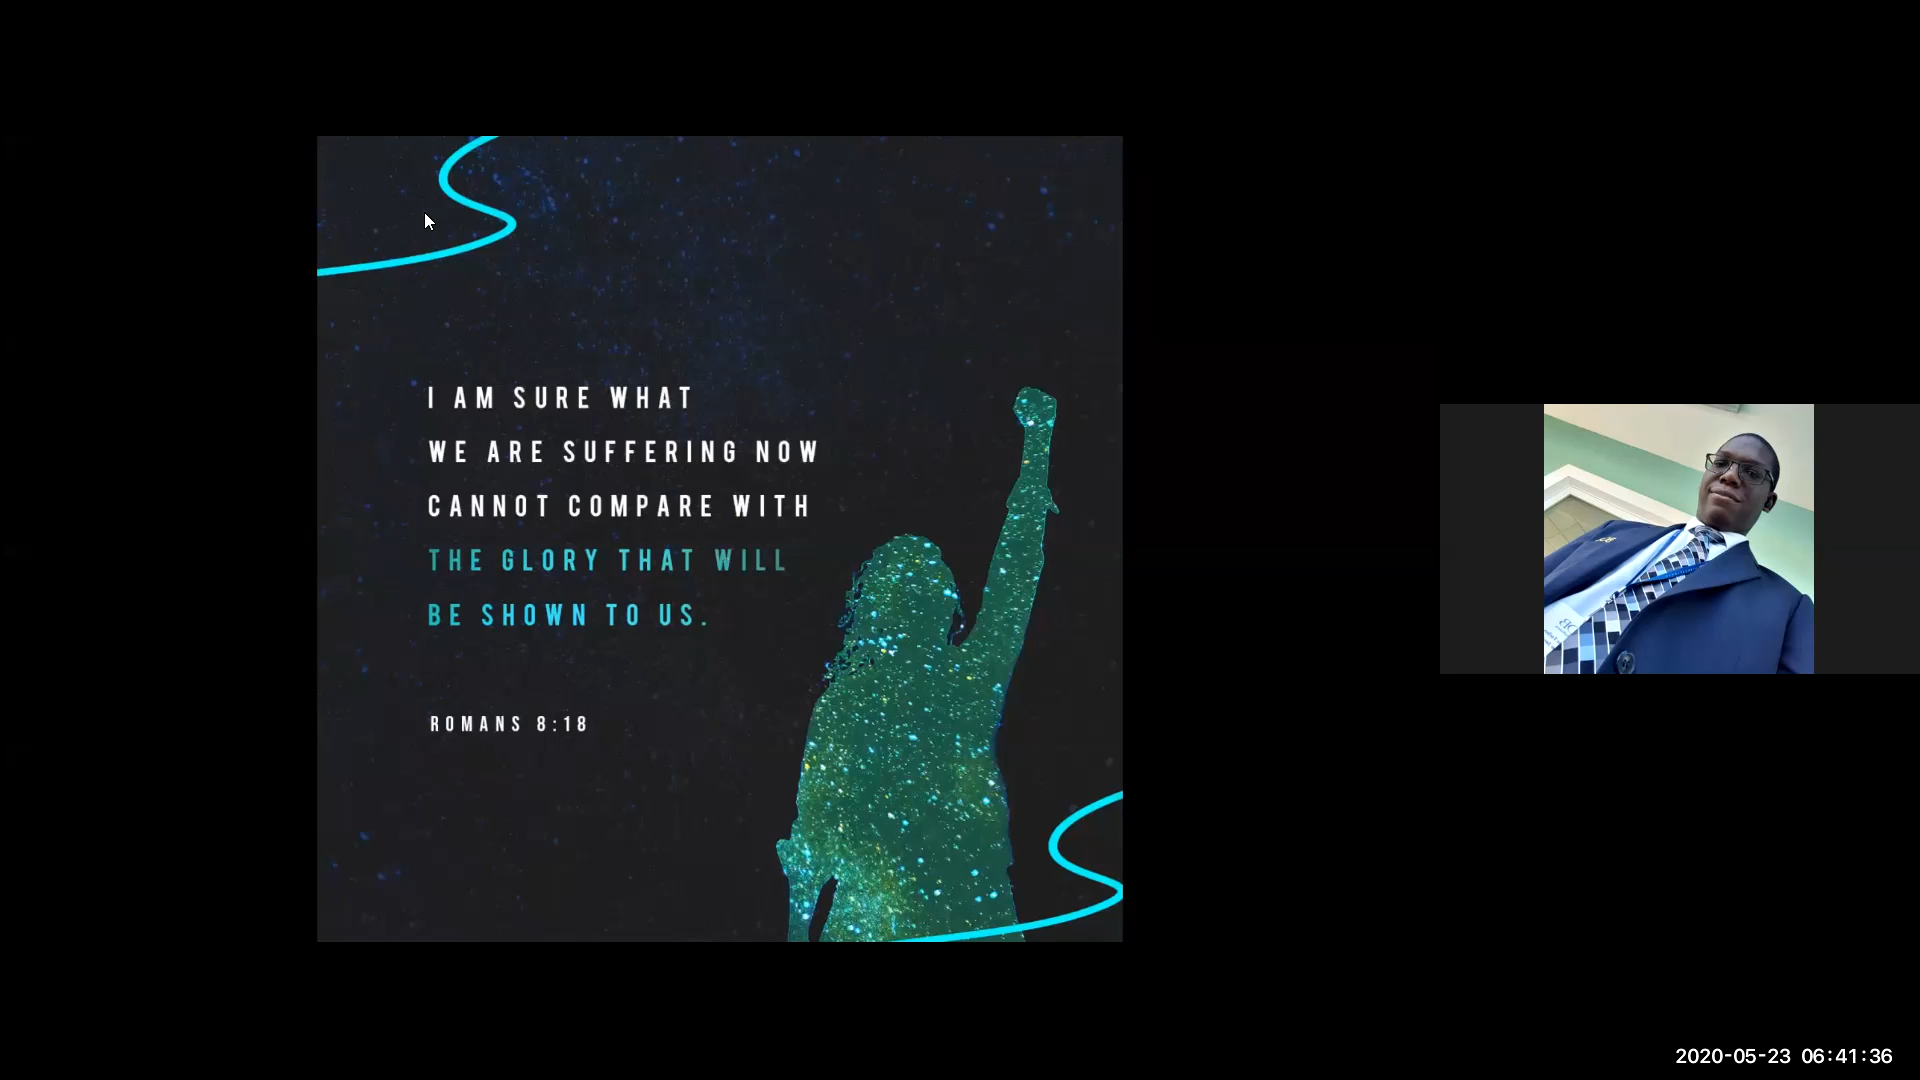 I AM SURE WHAT
WE ARE SUFFERING NOW
CANNOT COMPARE WITH
THE GLORY THAT WILL
BE SHOWN TO US.
ROMANS 8:18
2020-05-23 06:41:36